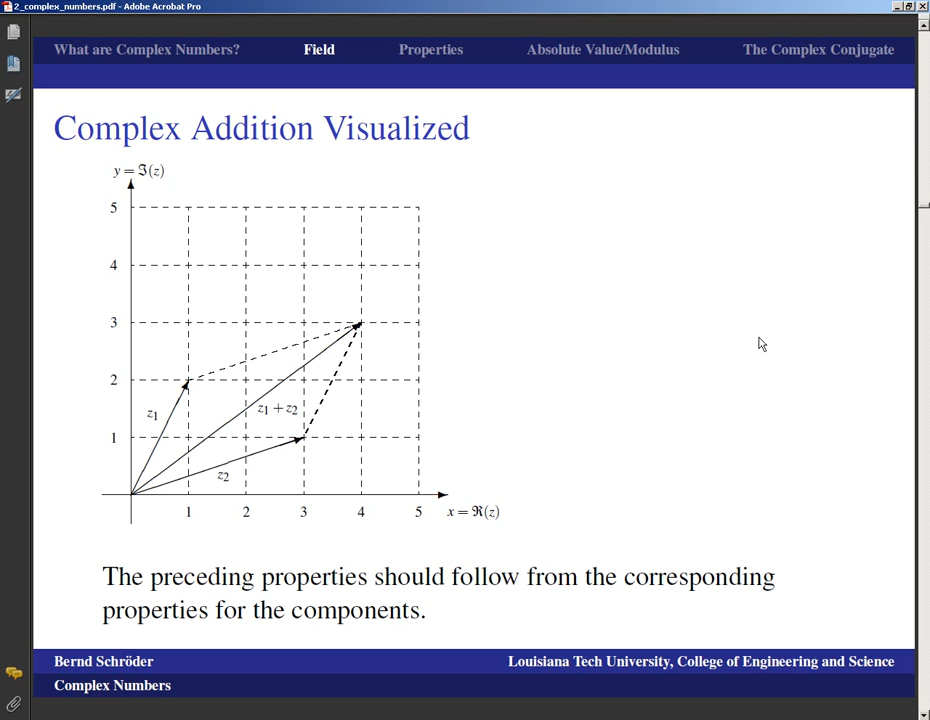 2_complex_numbers.pdf - Adobe Acrobat Pro
What are Complex Numbers? Field Properties Absolute Value/Modulus The Complex Conjugate
Complex Addition Visualized
y = ℑ(z)
5
4
3
2
1
z₁
z₁ + z₂
z₂
1 2 3 4 5 x = ℜ(z)
The preceding properties should follow from the corresponding
properties for the components.
Bernd Schröder Louisiana Tech University, College of Engineering and Science
Complex Numbers